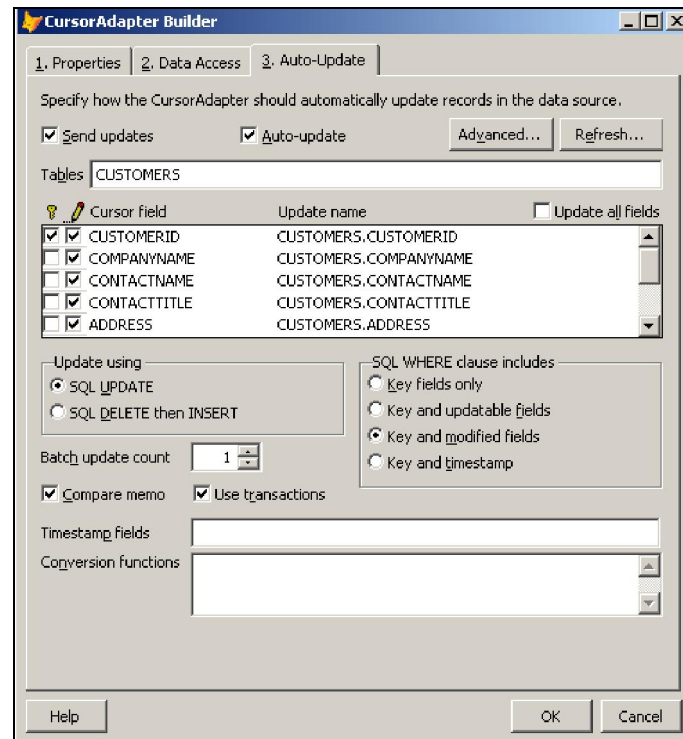 CursorAdapter Builder
1. Properties 2. Data Access 3. Auto-Update
Specify how the CursorAdapter should automatically update records in the data source.
Send updates Auto-update Advanced... Refresh...
Tables CUSTOMERS
Cursor field Update name Update all fields
CUSTOMERID CUSTOMERS.CUSTOMERID
COMPANYNAME CUSTOMERS.COMPANYNAME
CONTACTNAME CUSTOMERS.CONTACTNAME
CONTACTTITLE CUSTOMERS.CONTACTTITLE
ADDRESS CUSTOMERS.ADDRESS
Update using
SQL UPDATE
SQL DELETE then INSERT
SQL WHERE clause includes
Key fields only
Key and updatable fields
Key and modified fields
Key and timestamp
Batch update count 1
Compare memo Use transactions
Timestamp fields
Conversion functions
Help OK Cancel